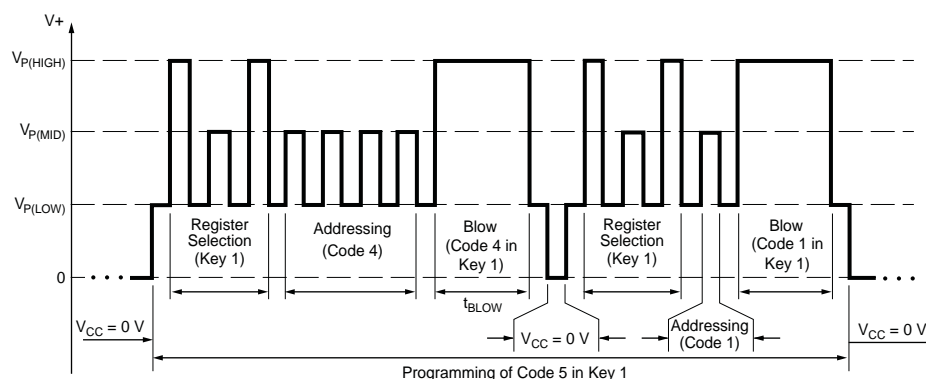 V+
VP(HIGH)
VP(MID)
VP(LOW)
0
Register
Selection
(Key 1)
Addressing
(Code 4)
Blow
(Code 4 in
Key 1)
Register
Selection
(Key 1)
Blow
(Code 1 in
Key 1)
tBLOW
VCC = 0 V
VCC = 0 V
Addressing
(Code 1)
VCC = 0 V
Programming of Code 5 in Key 1